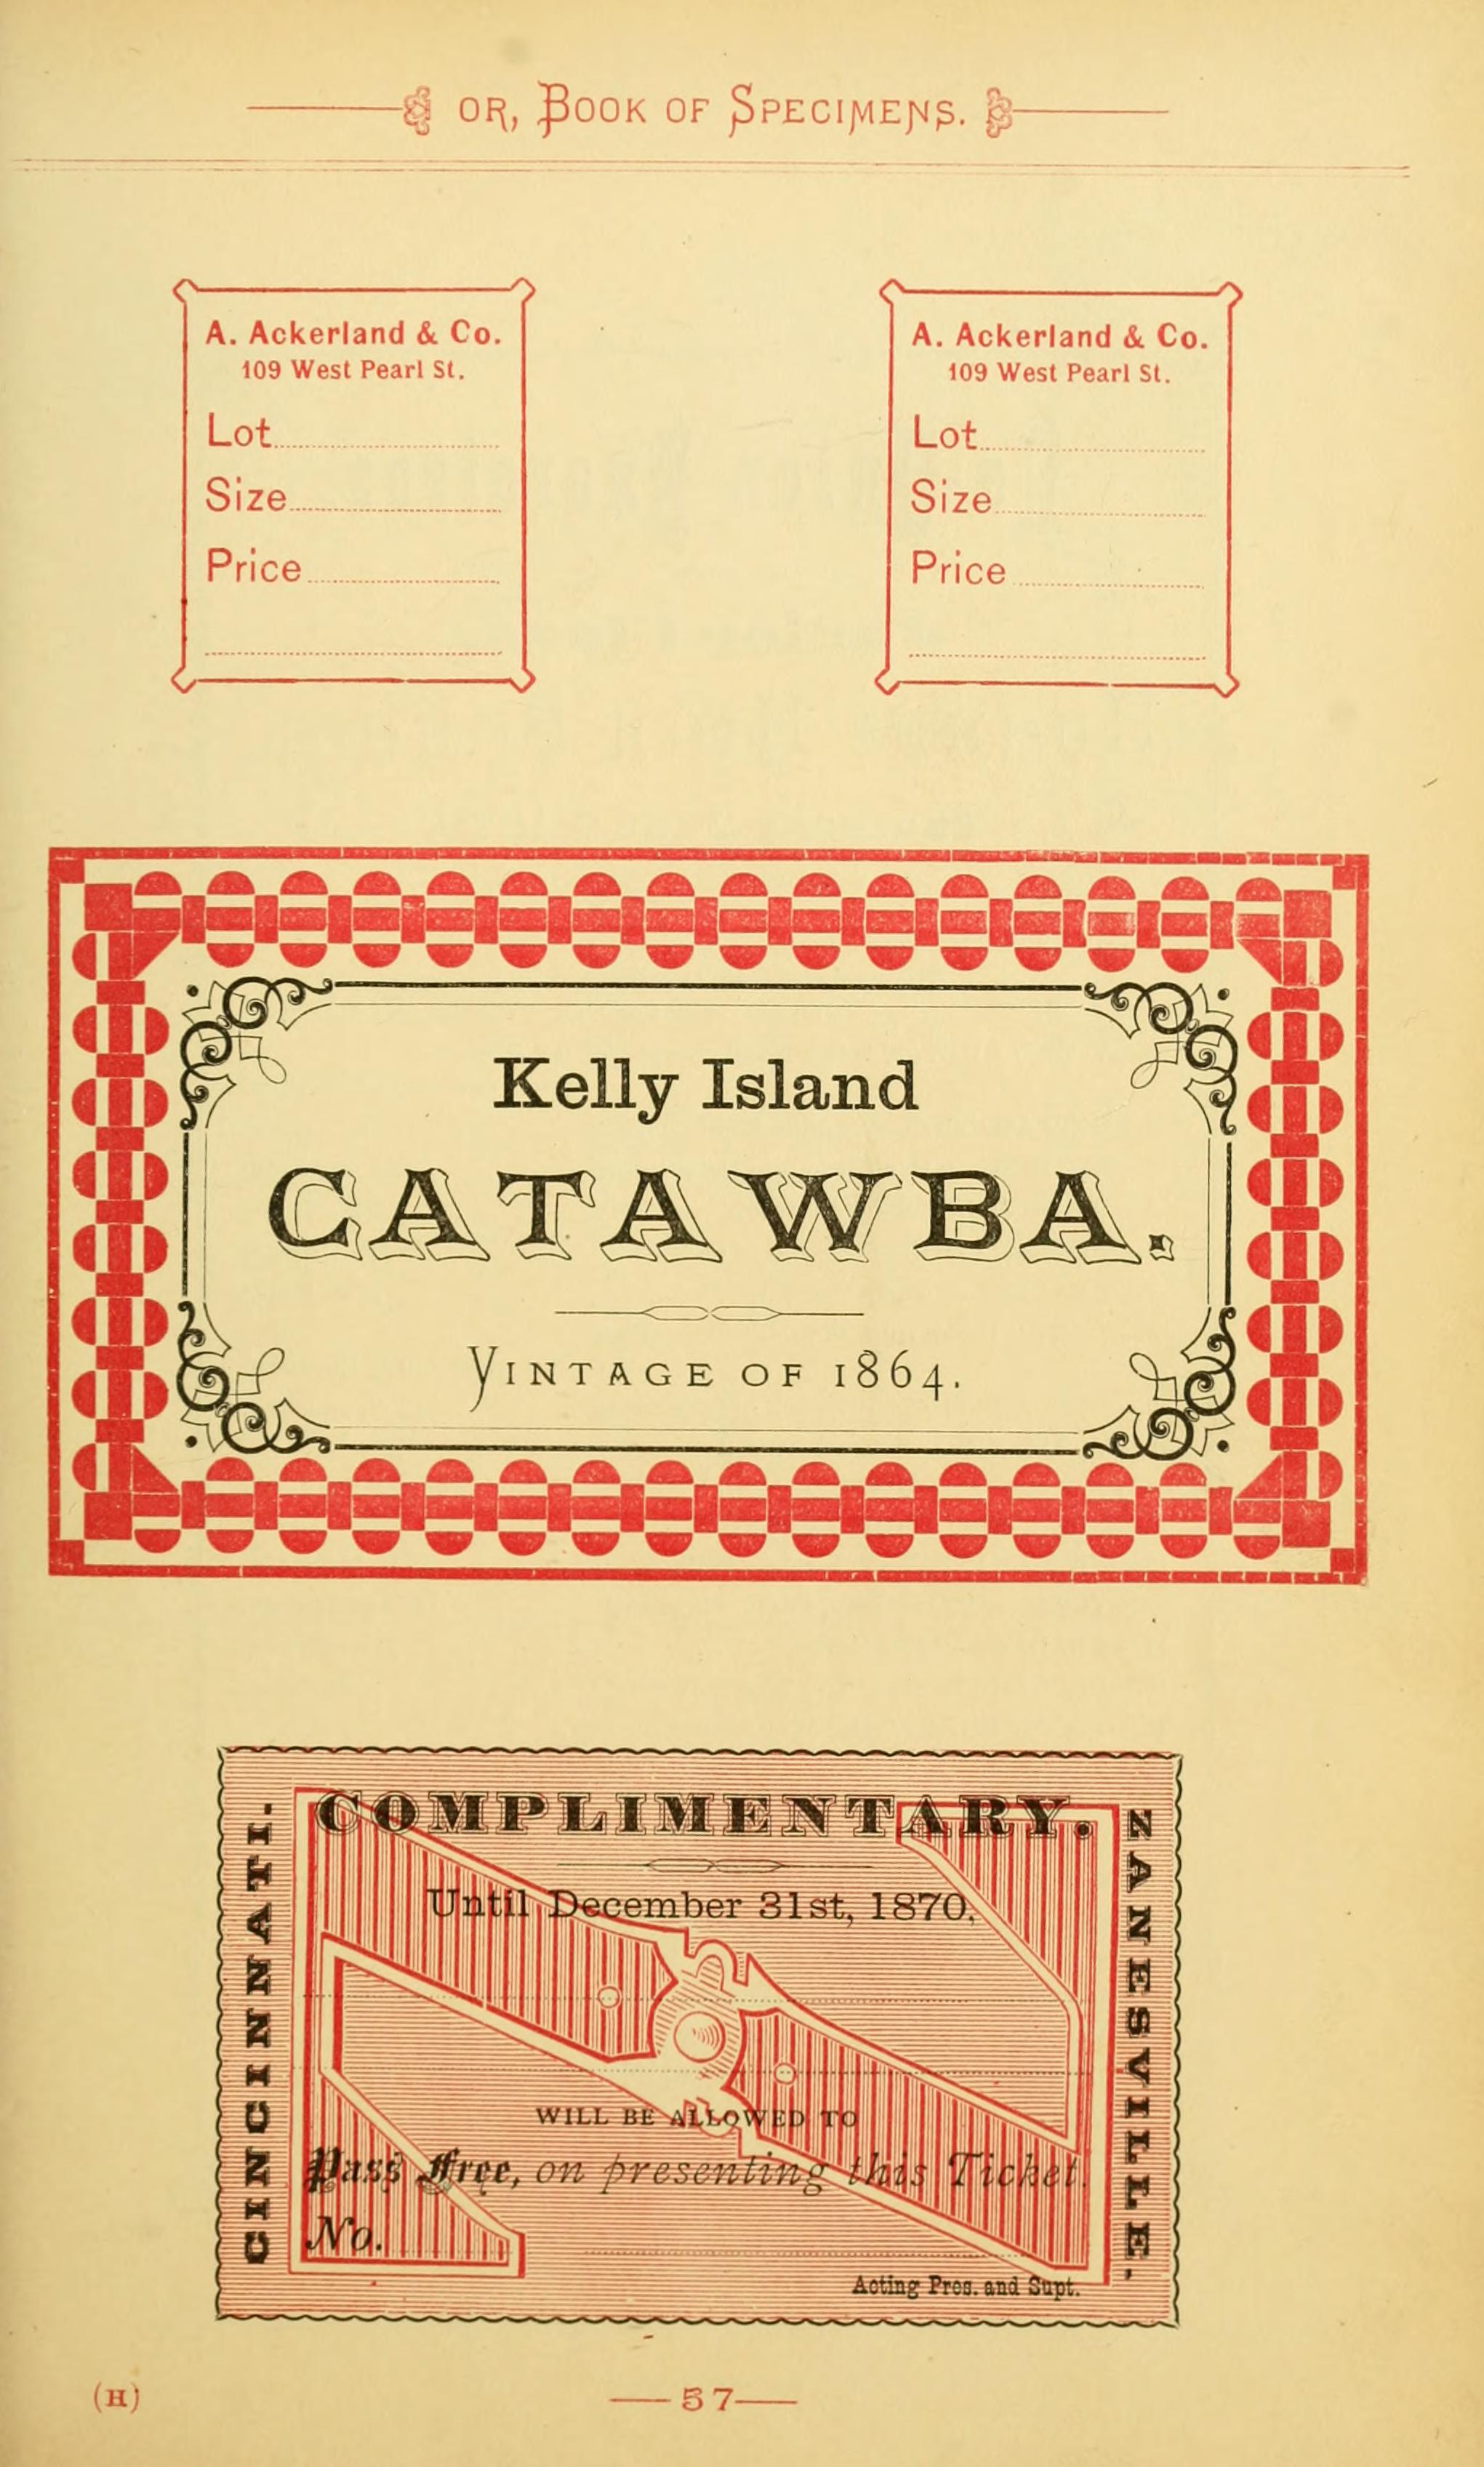 OR, BOOK OF SPECIMENS.
A. Ackerland & Co.
109 West Pearl St.
Lot
Size
Price
A. Ackerland & Co.
109 West Pearl St.
Lot
Size
Price
Kelly Island
CATAWBA.
VINTAGE OF 1864.
CINCINNATI.
COMPLIMENTARY.
Until December 31st, 1870,
WILL BE ALLOWED TO
Pass Free, on presenting this Ticket.
No.
Acting Pres. and Supt.
ZANESVILLE.
(H)
—57—